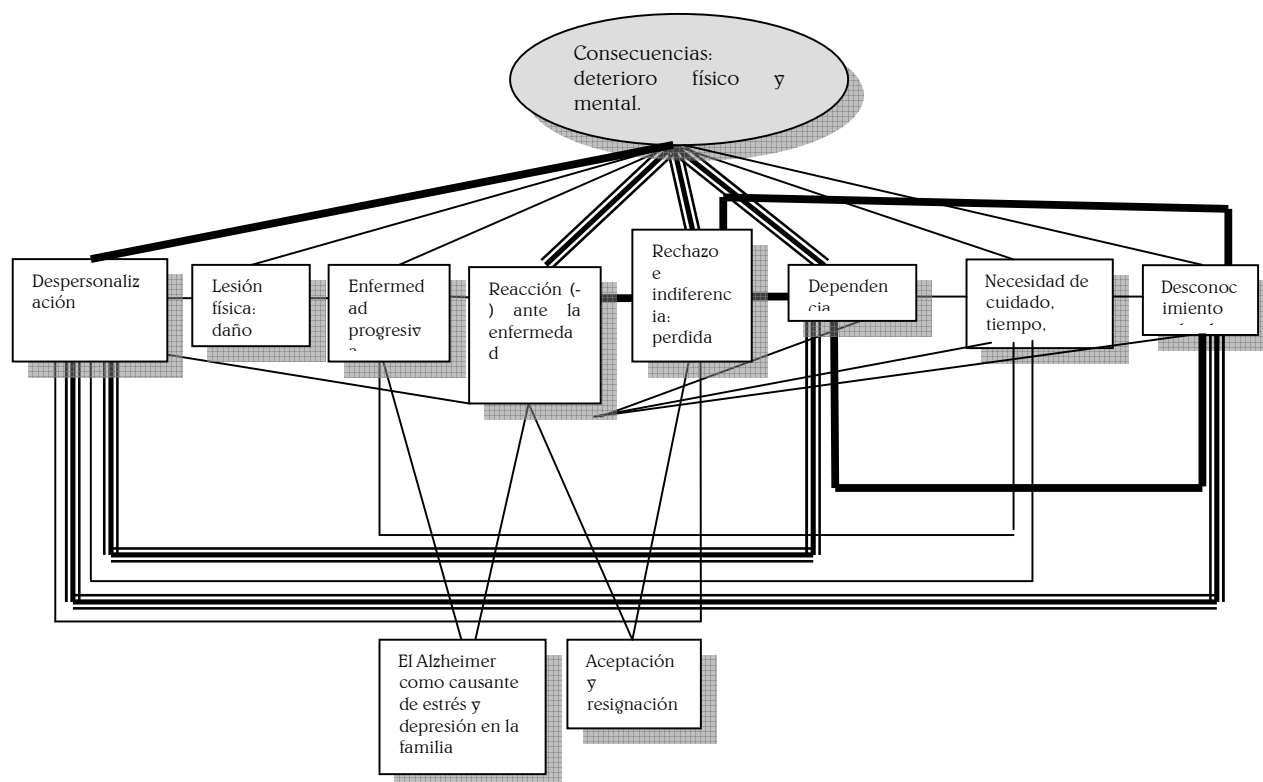 Consecuencias:
deterioro físico y
mental.
Despersonaliz
ación
Lesión
física:
daño
Enfermed
ad
progresiv
Reacción (-
) ante la
enfermeda
d
Rechazo
e
indiferenc
ia:
perdida
Dependen
cia
Necesidad de
cuidado,
tiempo,
Desconoc
imiento
El Alzheimer
como causante
de estrés y
depresión en la
familia
Aceptación
y
resignación